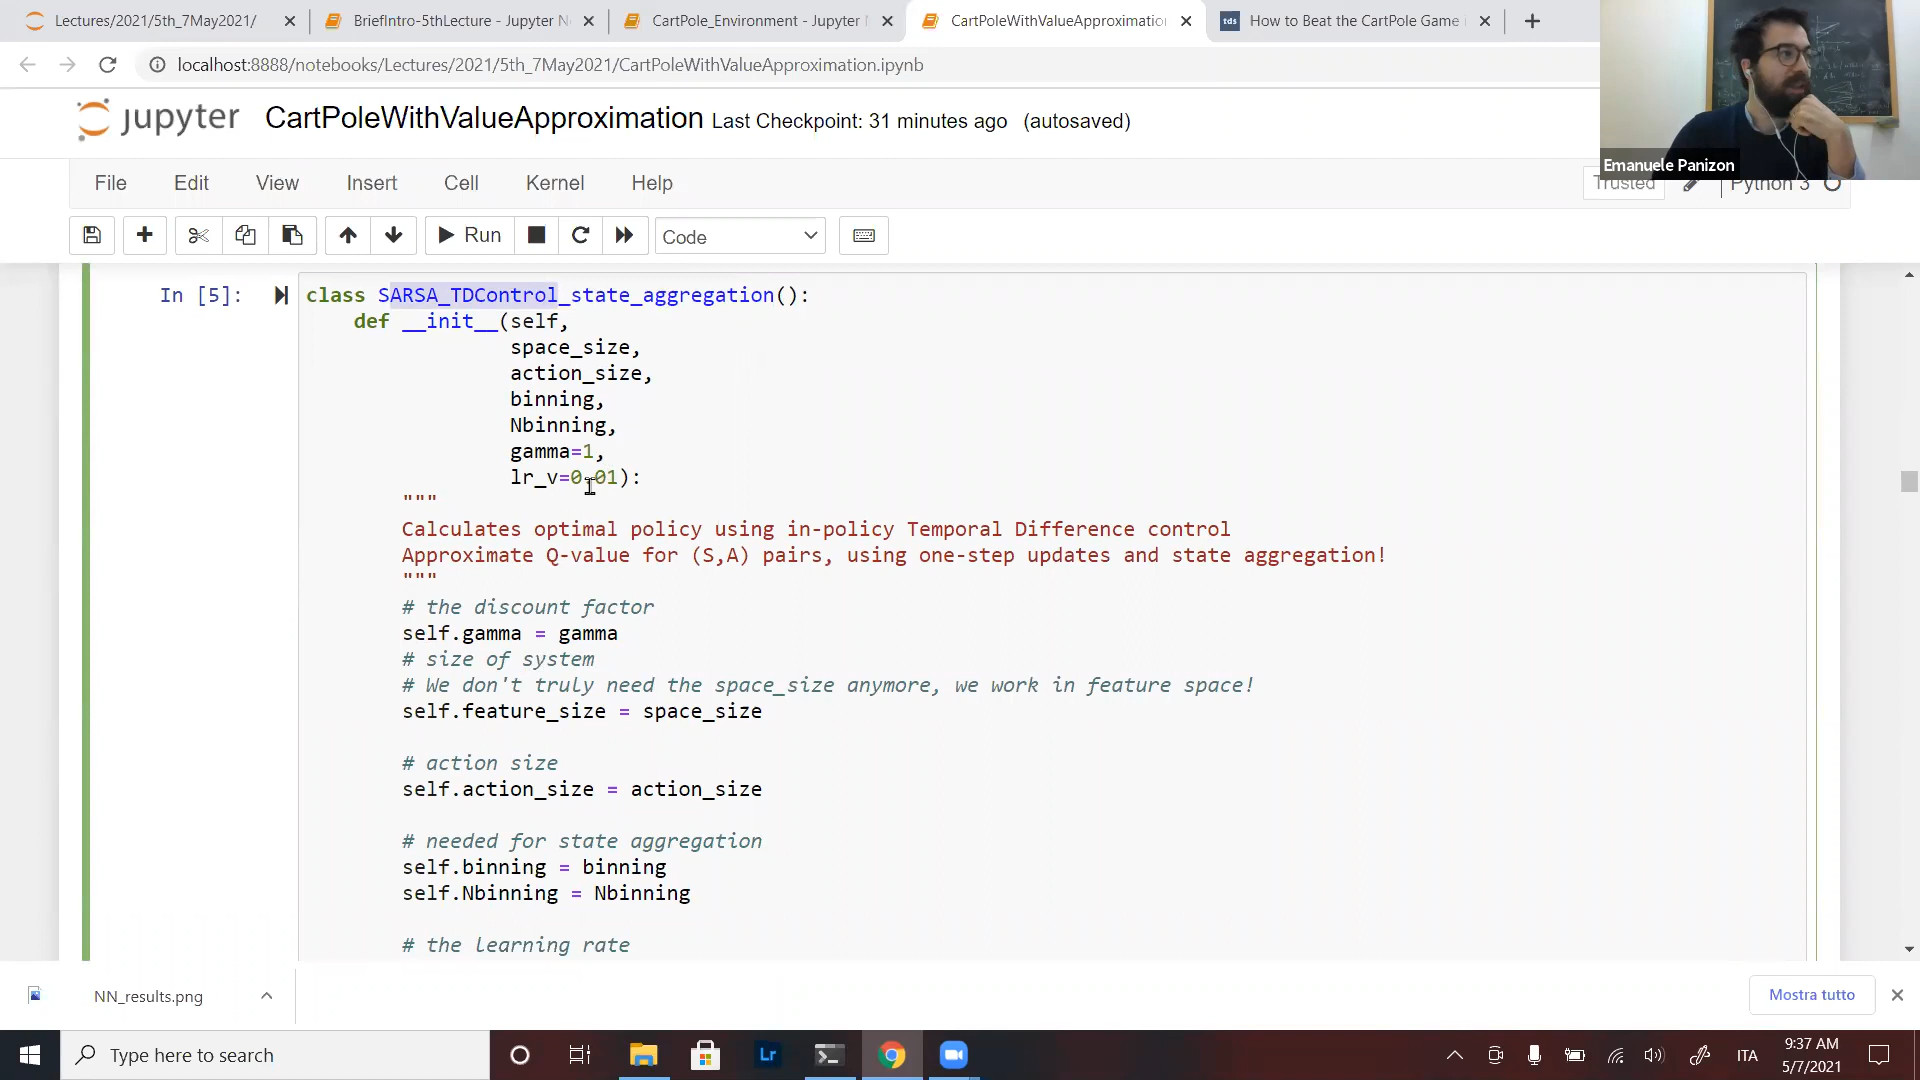 Lectures/2021/5th_7May2021/
BriefIntro-5thLecture - Jupyter N
CartPole_Environment - Jupyter
CartPoleWithValueApproximatio
tds How to Beat the CartPole Game i
localhost:8888/notebooks/Lectures/2021/5th_7May2021/CartPoleWithValueApproximation.ipynb
jupyter CartPoleWithValueApproximation Last Checkpoint: 31 minutes ago (autosaved)
Emanuele Panizon
File Edit View Insert Cell Kernel Help
Trusted Python 3
Run Code
In [5]: class SARSA_TDControl_state_aggregation():
def __init__(self,
space_size,
action_size,
binning,
Nbinning,
gamma=1,
lr_v=0.01):
"""
Calculates optimal policy using in-policy Temporal Difference control
Approximate Q-value for (S,A) pairs, using one-step updates and state aggregation!
"""
# the discount factor
self.gamma = gamma
# size of system
# We don't truly need the space_size anymore, we work in feature space!
self.feature_size = space_size
# action size
self.action_size = action_size
# needed for state aggregation
self.binning = binning
self.Nbinning = Nbinning
# the learning rate
NN_results.png
Mostra tutto
Type here to search
Lr
ITA
9:37 AM
5/7/2021